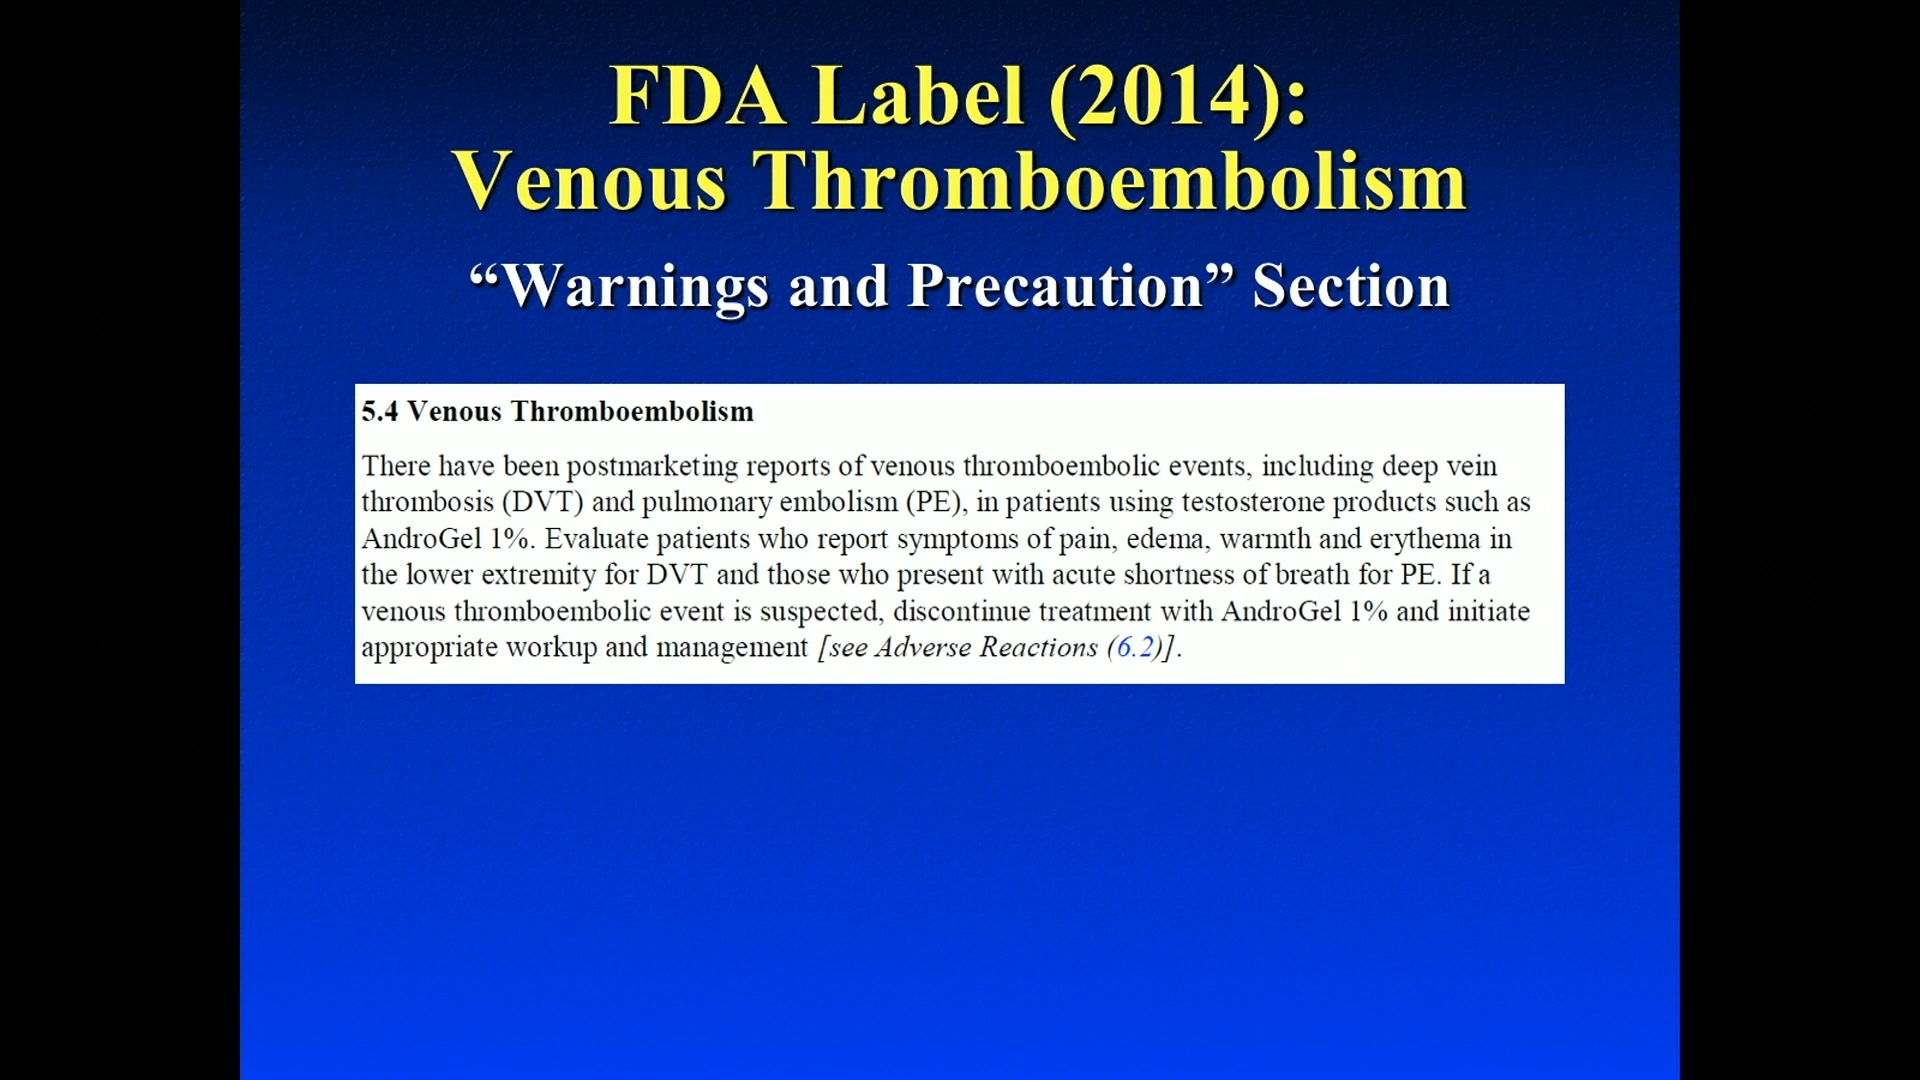 FDA Label (2014):
Venous Thromboembolism
“Warnings and Precaution” Section
5.4 Venous Thromboembolism
There have been postmarketing reports of venous thromboembolic events, including deep vein
thrombosis (DVT) and pulmonary embolism (PE), in patients using testosterone products such as
AndroGel 1%. Evaluate patients who report symptoms of pain, edema, warmth and erythema in
the lower extremity for DVT and those who present with acute shortness of breath for PE. If a
venous thromboembolic event is suspected, discontinue treatment with AndroGel 1% and initiate
appropriate workup and management [see Adverse Reactions (6.2)].